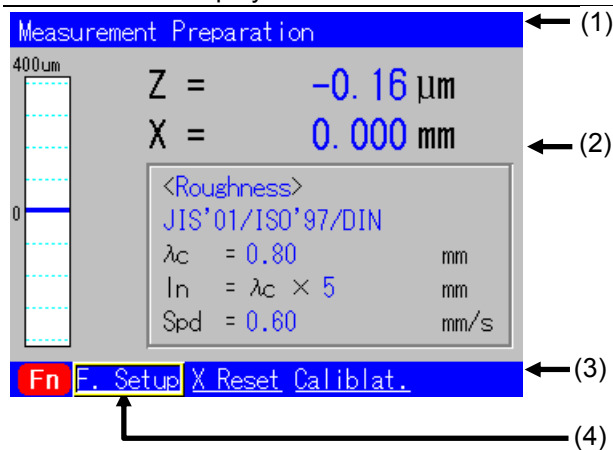 Measurement Preparation
(1)
400um
Z = -0.16 μm
X = 0.000 mm
(2)
<Roughness>
JIS'01/ISO'97/DIN
0
λc = 0.80 mm
ln = λc × 5 mm
Spd = 0.60 mm/s
Fn F. Setup X Reset Caliblat.
(3)
(4)